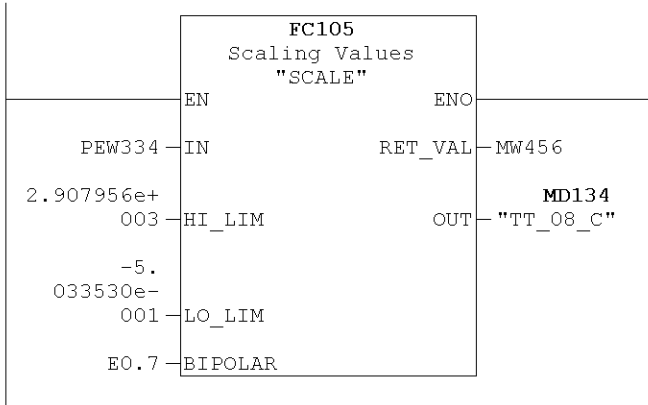 FC105
Scaling Values
"SCALE"
EN ENO
PEW334 IN RET_VAL MW456
2.907956e+
003 HI_LIM
MD134
OUT "TT_08_C"
-5.
033530e-
001 LO_LIM
E0.7 BIPOLAR